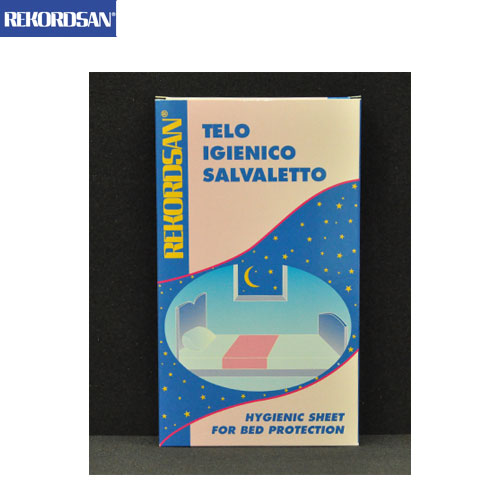 REKORDSAN®
REKORDSAN®
TELO
IGIENICO
SALVALETTO
HYGIENIC SHEET
FOR BED PROTECTION